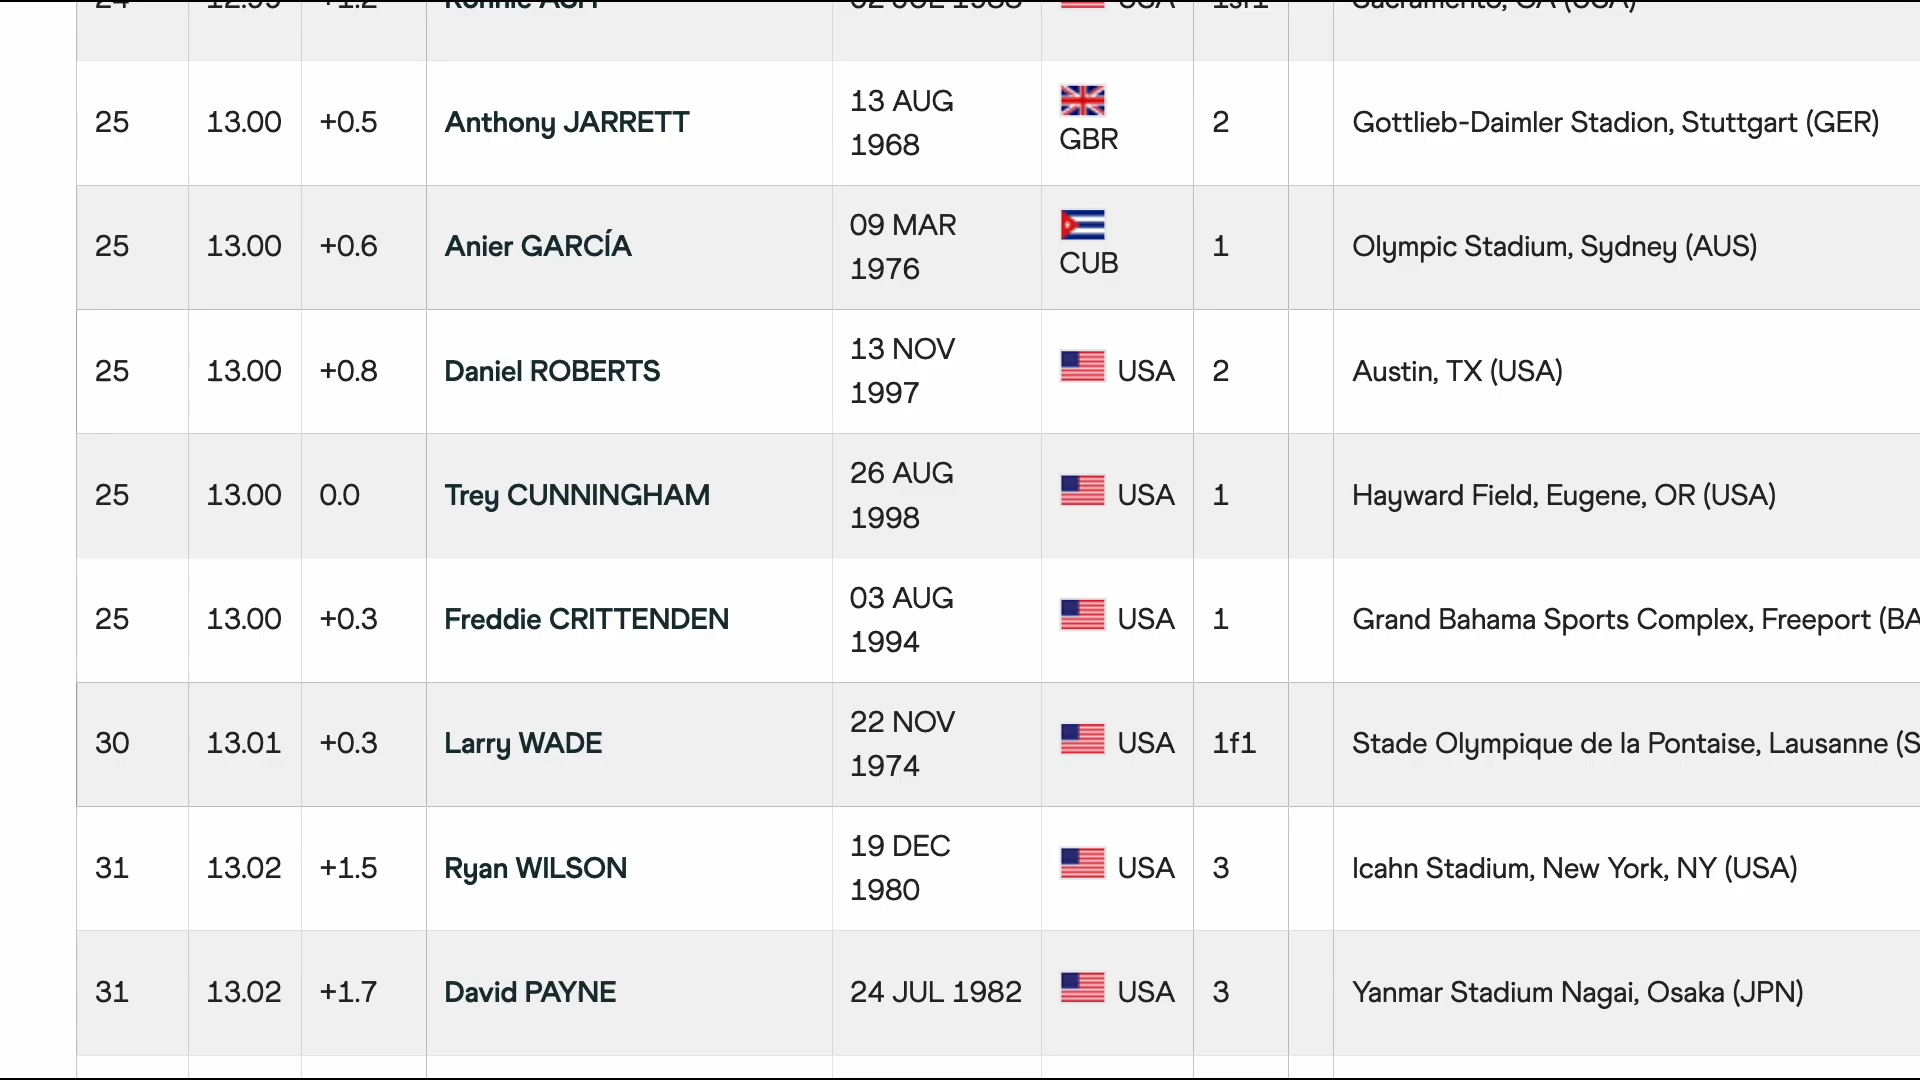 25 13.00 +0.5 Anthony JARRETT 13 AUG 1968 GBR 2 Gottlieb-Daimler Stadion, Stuttgart (GER)
25 13.00 +0.6 Anier GARCÍA 09 MAR 1976 CUB 1 Olympic Stadium, Sydney (AUS)
25 13.00 +0.8 Daniel ROBERTS 13 NOV 1997 USA 2 Austin, TX (USA)
25 13.00 0.0 Trey CUNNINGHAM 26 AUG 1998 USA 1 Hayward Field, Eugene, OR (USA)
25 13.00 +0.3 Freddie CRITTENDEN 03 AUG 1994 USA 1 Grand Bahama Sports Complex, Freeport (BA
30 13.01 +0.3 Larry WADE 22 NOV 1974 USA 1f1 Stade Olympique de la Pontaise, Lausanne (S
31 13.02 +1.5 Ryan WILSON 19 DEC 1980 USA 3 Icahn Stadium, New York, NY (USA)
31 13.02 +1.7 David PAYNE 24 JUL 1982 USA 3 Yanmar Stadium Nagai, Osaka (JPN)